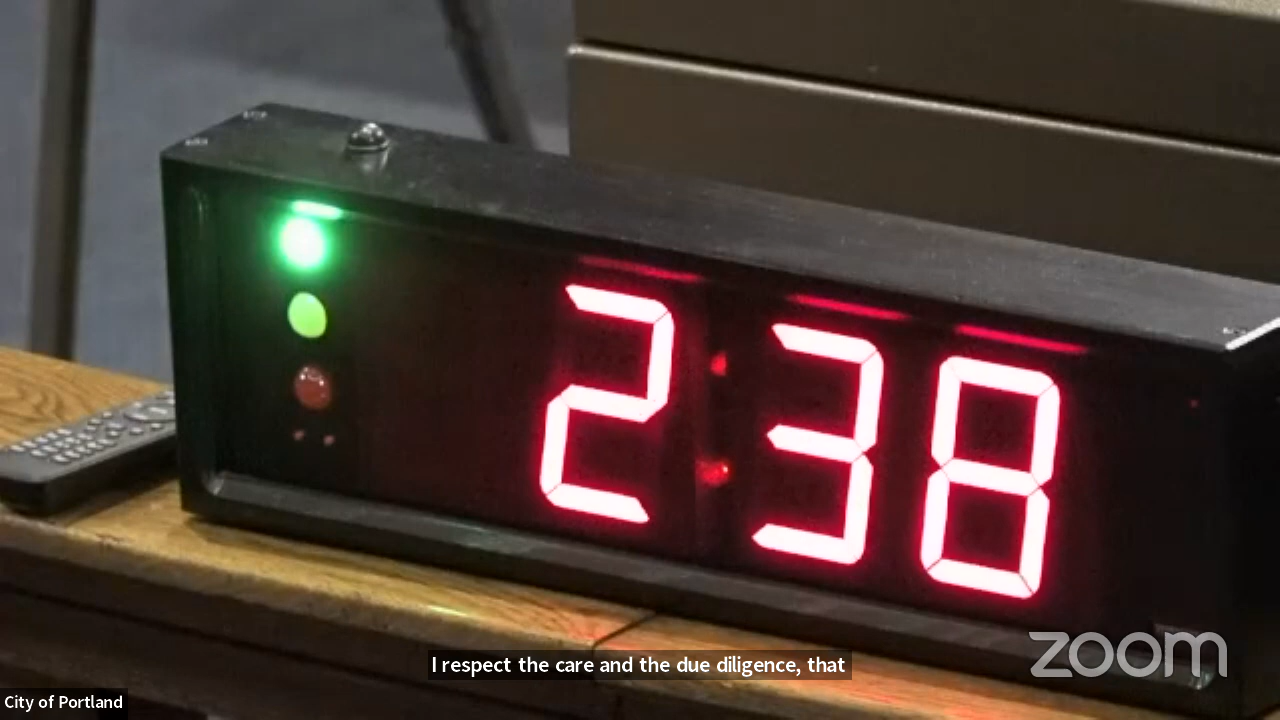 2:38
I respect the care and the due diligence, that
zoom
City of Portland